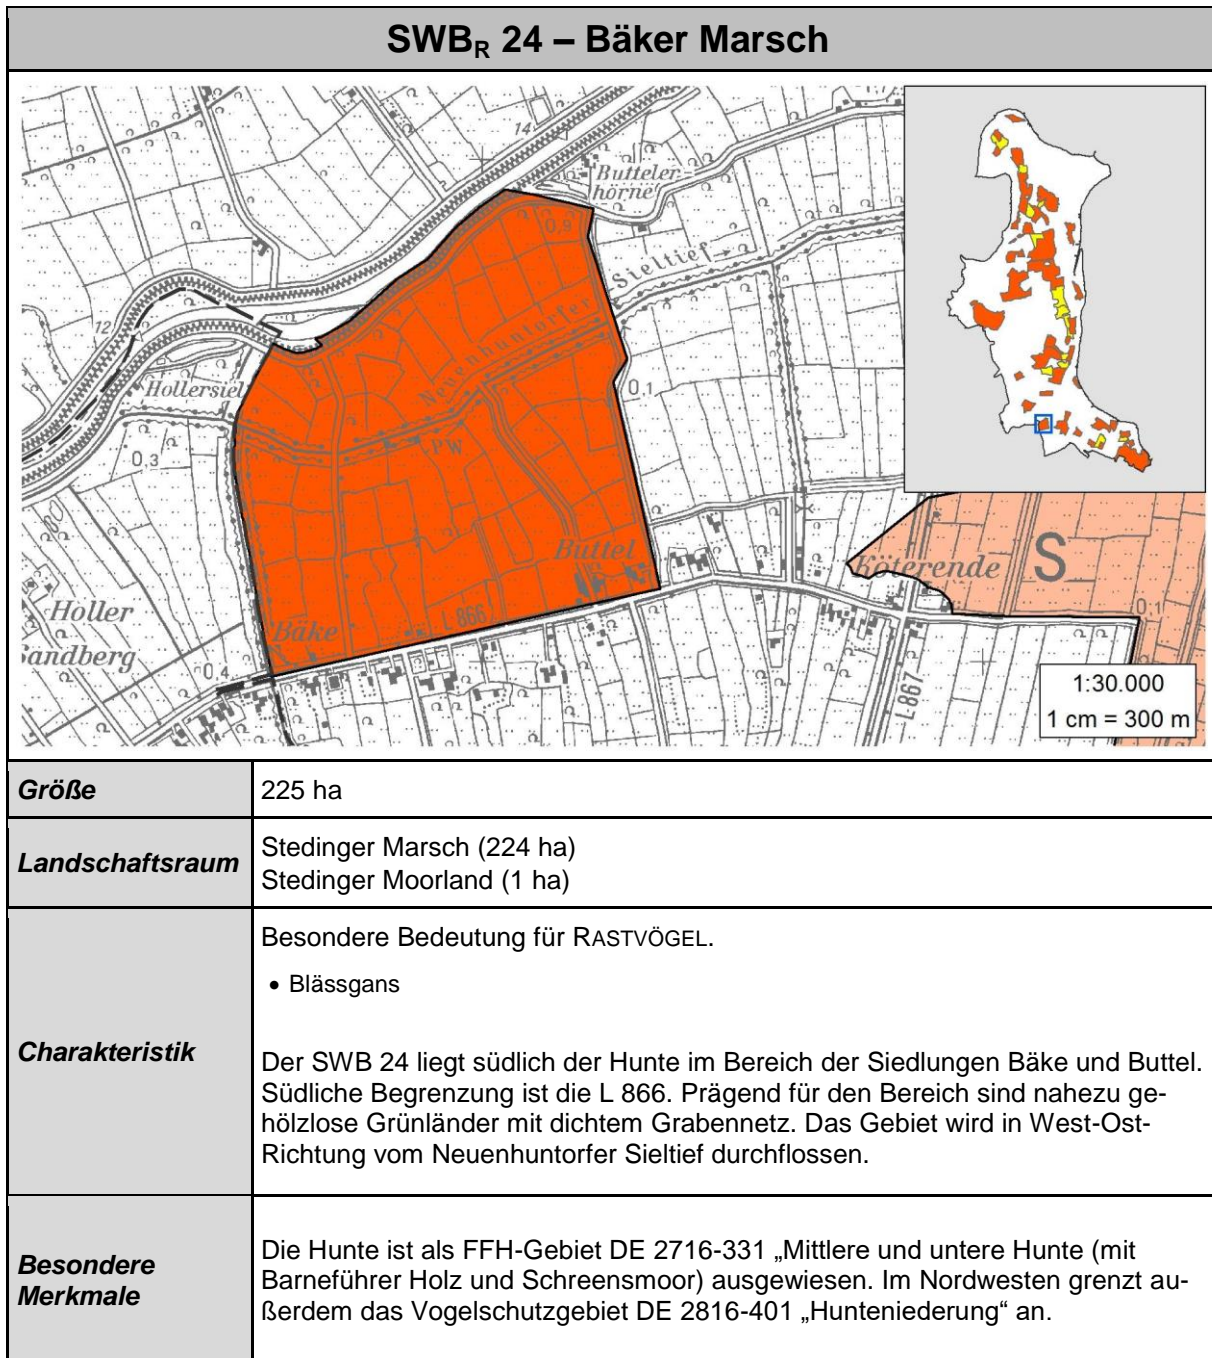 SWBR 24 – Bäker Marsch
14
Butteler-
hörne
0,9
Sieltief
Neuenhuntorfer
12
Hollersiel
0,1
PW
0,3
Buttel
Köterende
S
Holler
Sandberg
Bäke
L 866
0,1
0,4
L867
1:30.000
1 cm = 300 m
Größe
225 ha
Landschaftsraum
Stedinger Marsch (224 ha)
Stedinger Moorland (1 ha)
Charakteristik
Besondere Bedeutung für RASTVÖGEL.
• Blässgans
Der SWB 24 liegt südlich der Hunte im Bereich der Siedlungen Bäke und Buttel.
Südliche Begrenzung ist die L 866. Prägend für den Bereich sind nahezu ge-
hölzlose Grünländer mit dichtem Grabennetz. Das Gebiet wird in West-Ost-
Richtung vom Neuenhuntorfer Sieltief durchflossen.
Besondere
Merkmale
Die Hunte ist als FFH-Gebiet DE 2716-331 „Mittlere und untere Hunte (mit
Barneführer Holz und Schreensmoor) ausgewiesen. Im Nordwesten grenzt au-
ßerdem das Vogelschutzgebiet DE 2816-401 „Hunteniederung“ an.